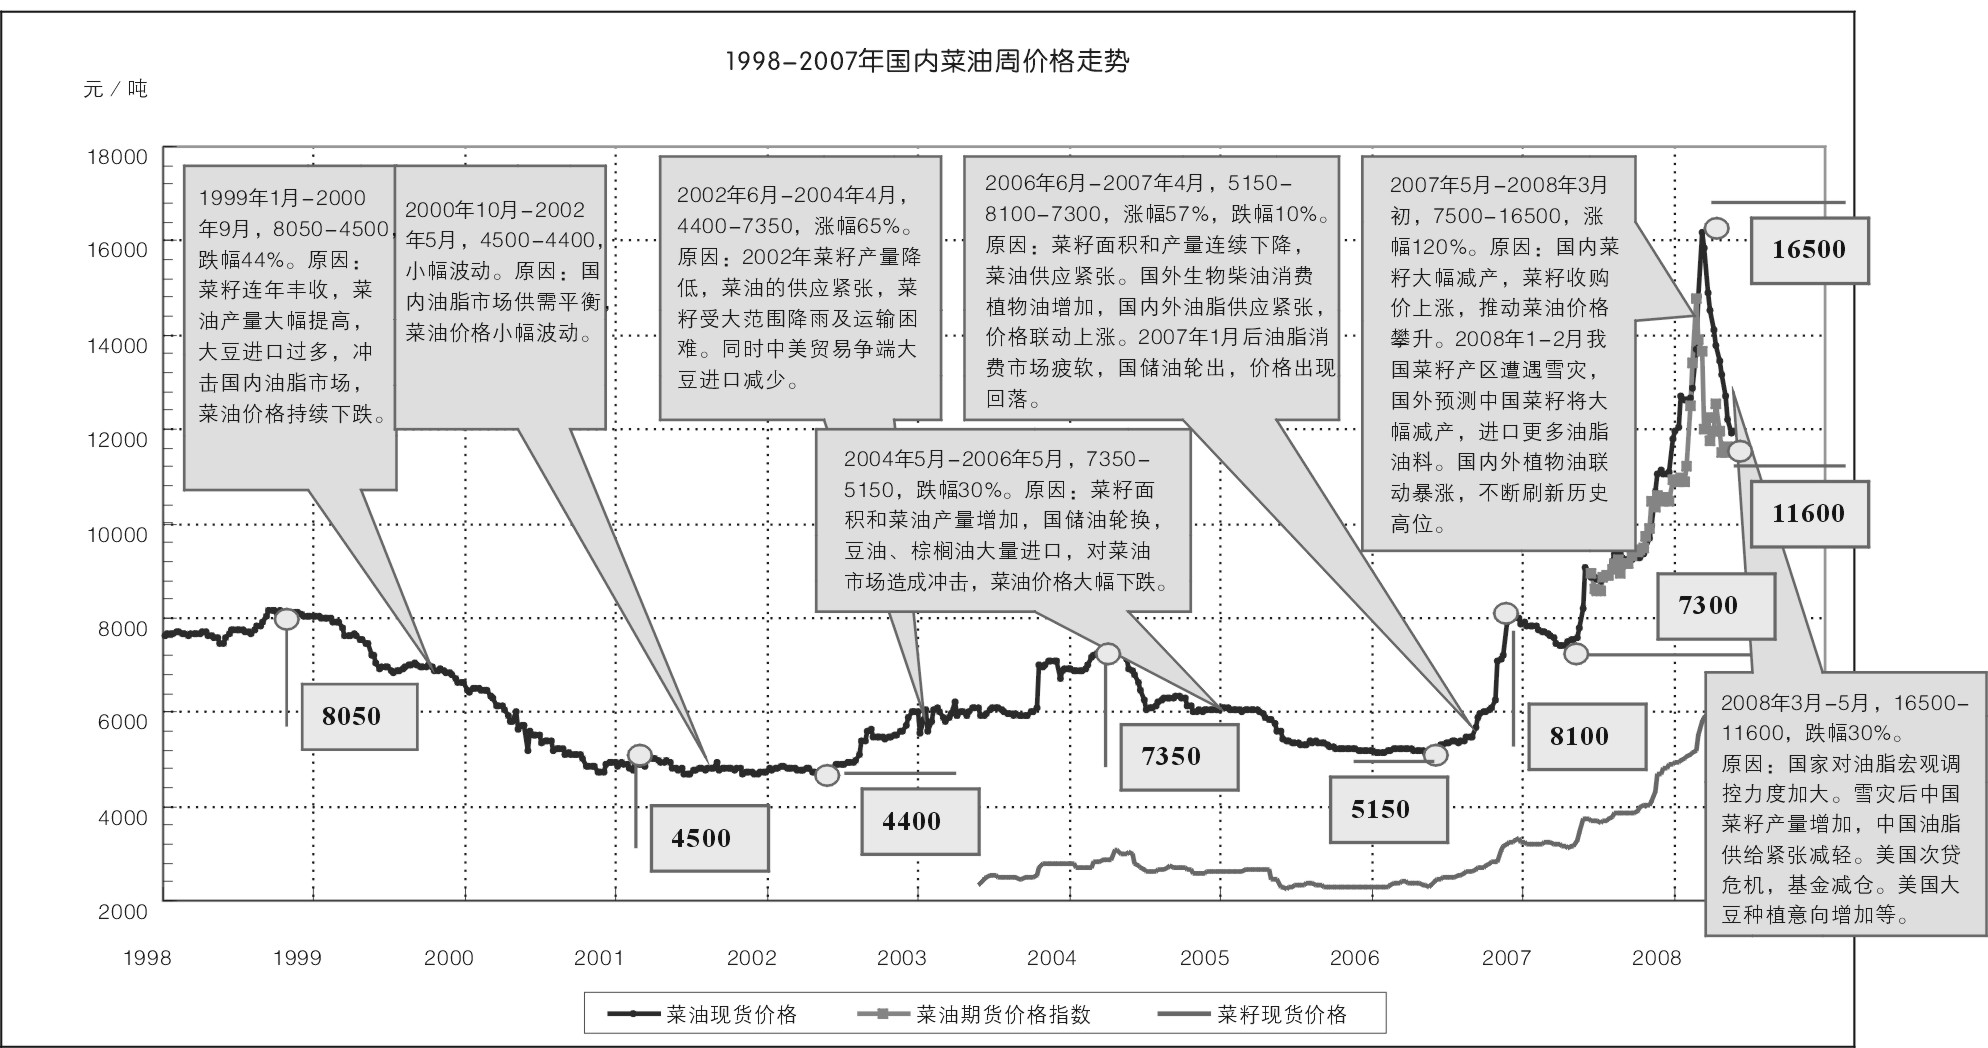 1998-2007年国内菜油周价格走势
元 / 吨
18000
16000
14000
12000
10000
8000
6000
4000
2000
1999年1月-2000
年9月，8050-4500，
跌幅44%。原因：
菜籽连年丰收，菜
油产量大幅提高，
大豆进口过多，冲
击国内油脂市场，
菜油价格持续下跌。
2000年10月-2002
年5月，4500-4400，
小幅波动。原因：国
内油脂市场供需平衡，
菜油价格小幅波动。
2002年6月-2004年4月，
4400-7350，涨幅65%。
原因：2002年菜籽产量降
低，菜油的供应紧张，菜
籽受大范围降雨及运输困
难。同时中美贸易争端大
豆进口减少。
2004年5月-2006年5月，7350-
5150，跌幅30%。原因：菜籽面
积和菜油产量增加，国储油轮换，
豆油、棕榈油大量进口，对菜油
市场造成冲击，菜油价格大幅下跌。
2006年6月-2007年4月，5150-
8100-7300，涨幅57%，跌幅10%。
原因：菜籽面积和产量连续下降，
菜油供应紧张。国外生物柴油消费
植物油增加，国内外油脂供应紧张，
价格联动上涨。2007年1月后油脂消
费市场疲软，国储油轮出，价格出现
回落。
2007年5月-2008年3月
初，7500-16500，涨
幅120%。原因：国内菜
籽大幅减产，菜籽收购
价上涨，推动菜油价格
攀升。2008年1-2月我
国菜籽产区遭遇雪灾，
国外预测中国菜籽将大
幅减产，进口更多油脂
油料。国内外植物油联
动暴涨，不断刷新历史
高位。
2008年3月-5月，16500-
11600，跌幅30%。
原因：国家对油脂宏观调
控力度加大。雪灾后中国
菜籽产量增加，中国油脂
供给紧张减轻。美国次贷
危机，基金减仓。美国大
豆种植意向增加等。
8050
4500
4400
7350
5150
8100
7300
16500
11600
1998
1999
2000
2001
2002
2003
2004
2005
2006
2007
2008
菜油现货价格
菜油期货价格指数
菜籽现货价格